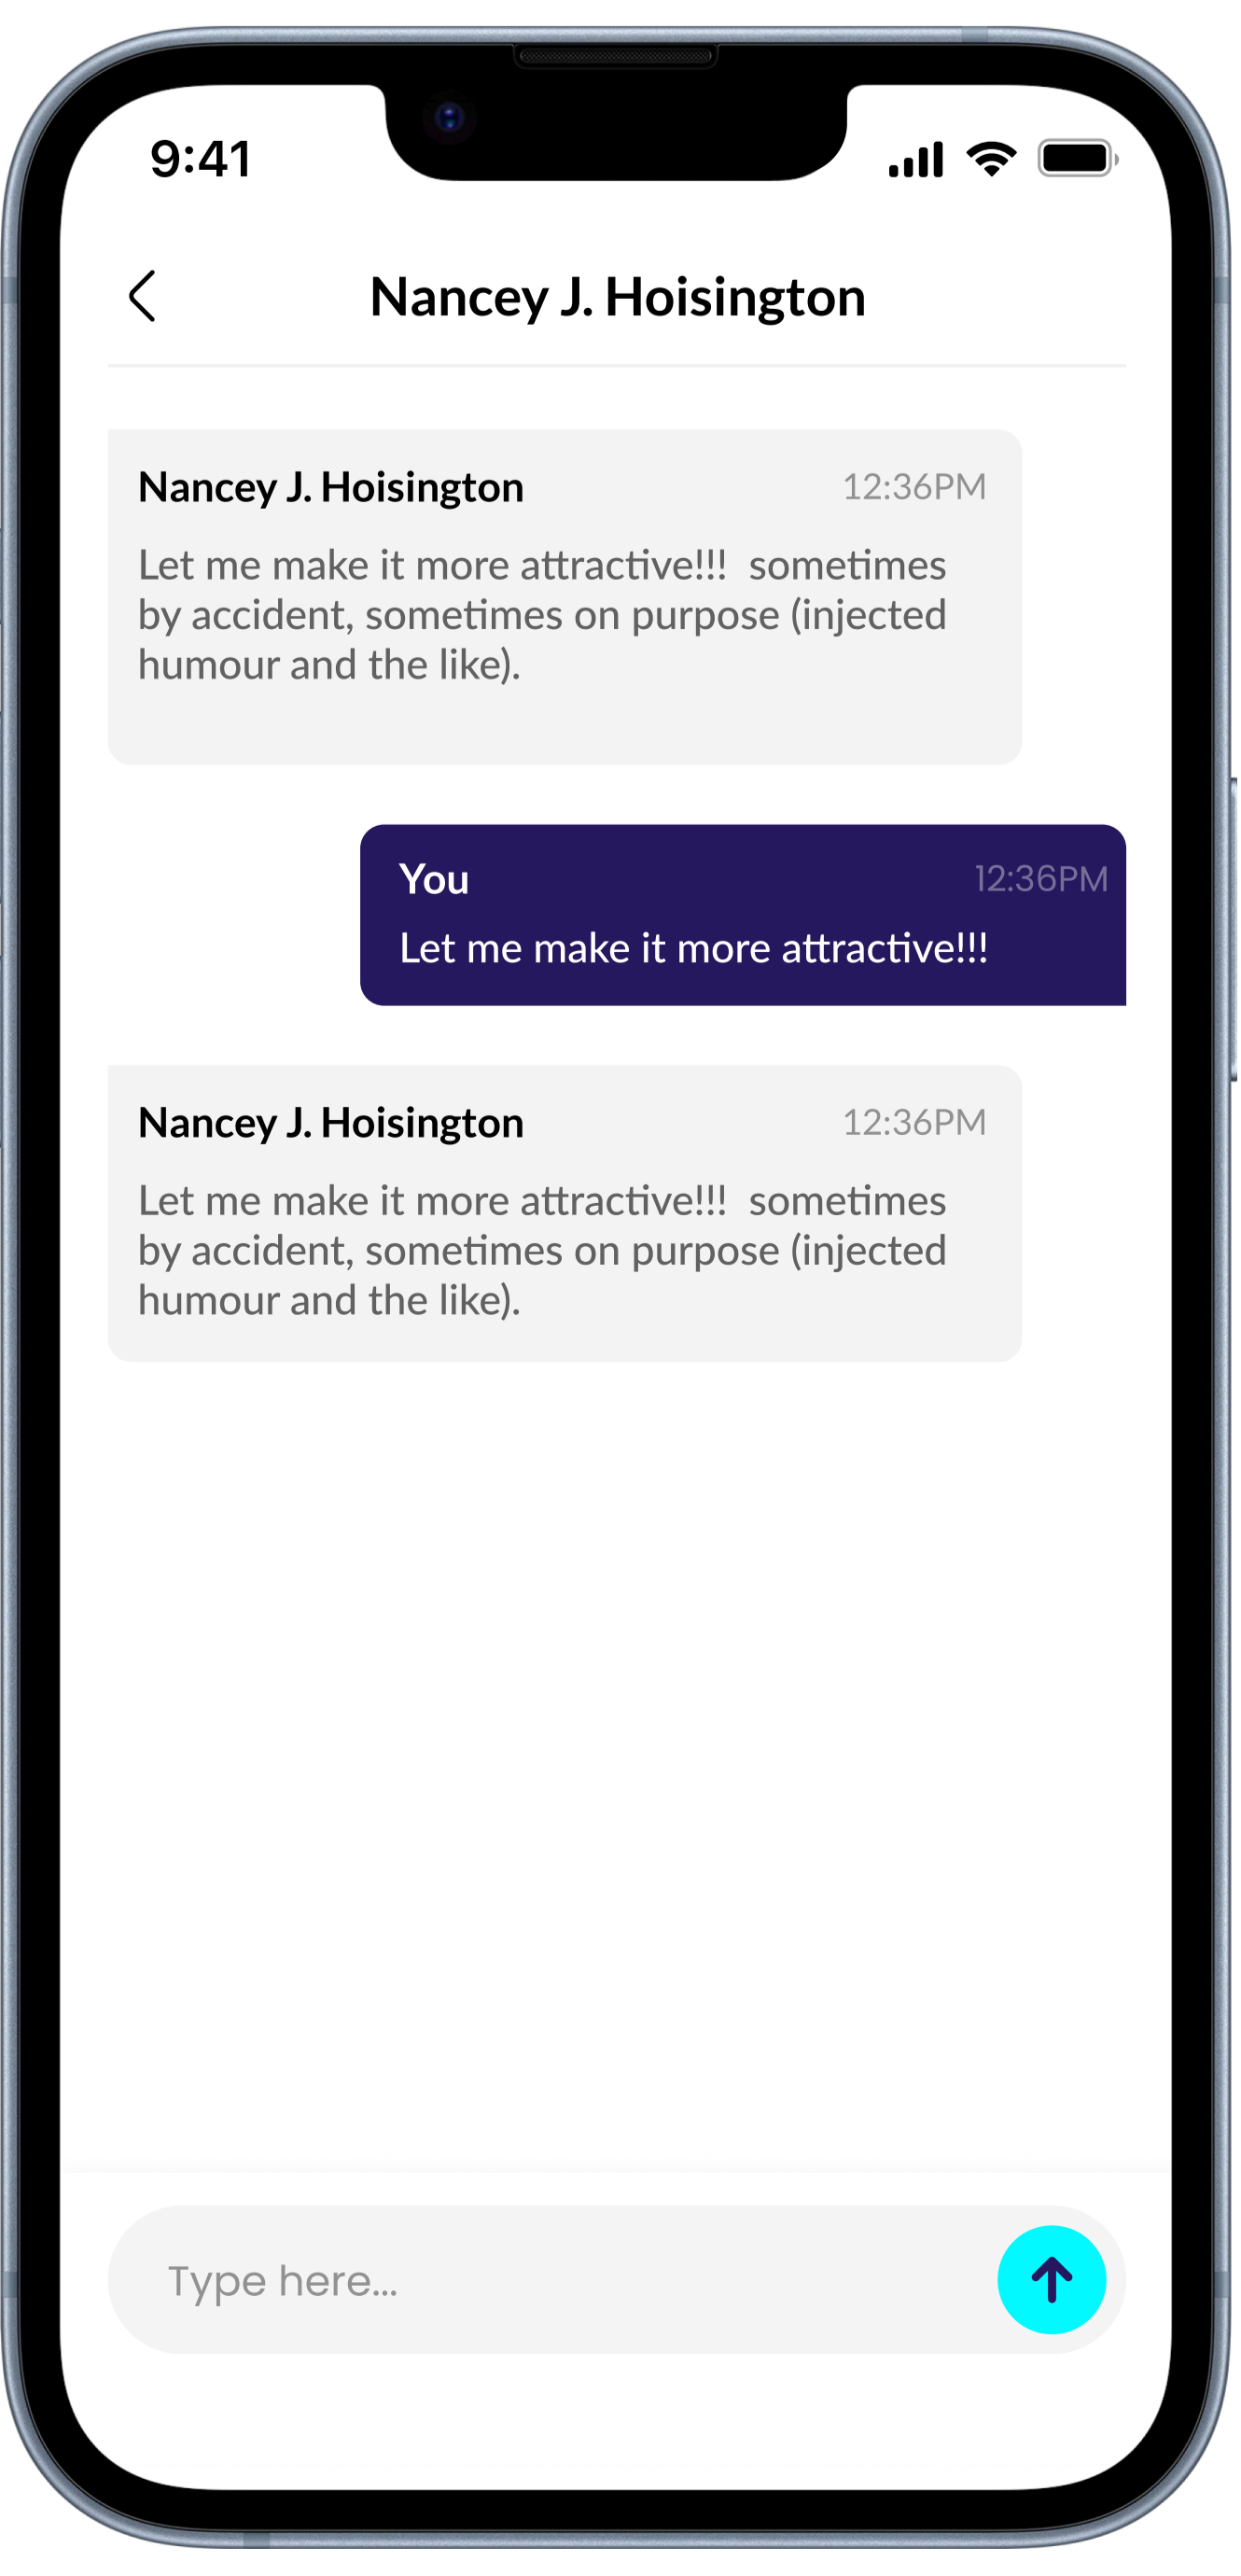 9:41
Nancey J. Hoisington
Nancey J. Hoisington 12:36PM
Let me make it more attractive!!!  sometimes
by accident, sometimes on purpose (injected
humour and the like).
You 12:36PM
Let me make it more attractive!!!
Nancey J. Hoisington 12:36PM
Let me make it more attractive!!!  sometimes
by accident, sometimes on purpose (injected
humour and the like).
Type here...